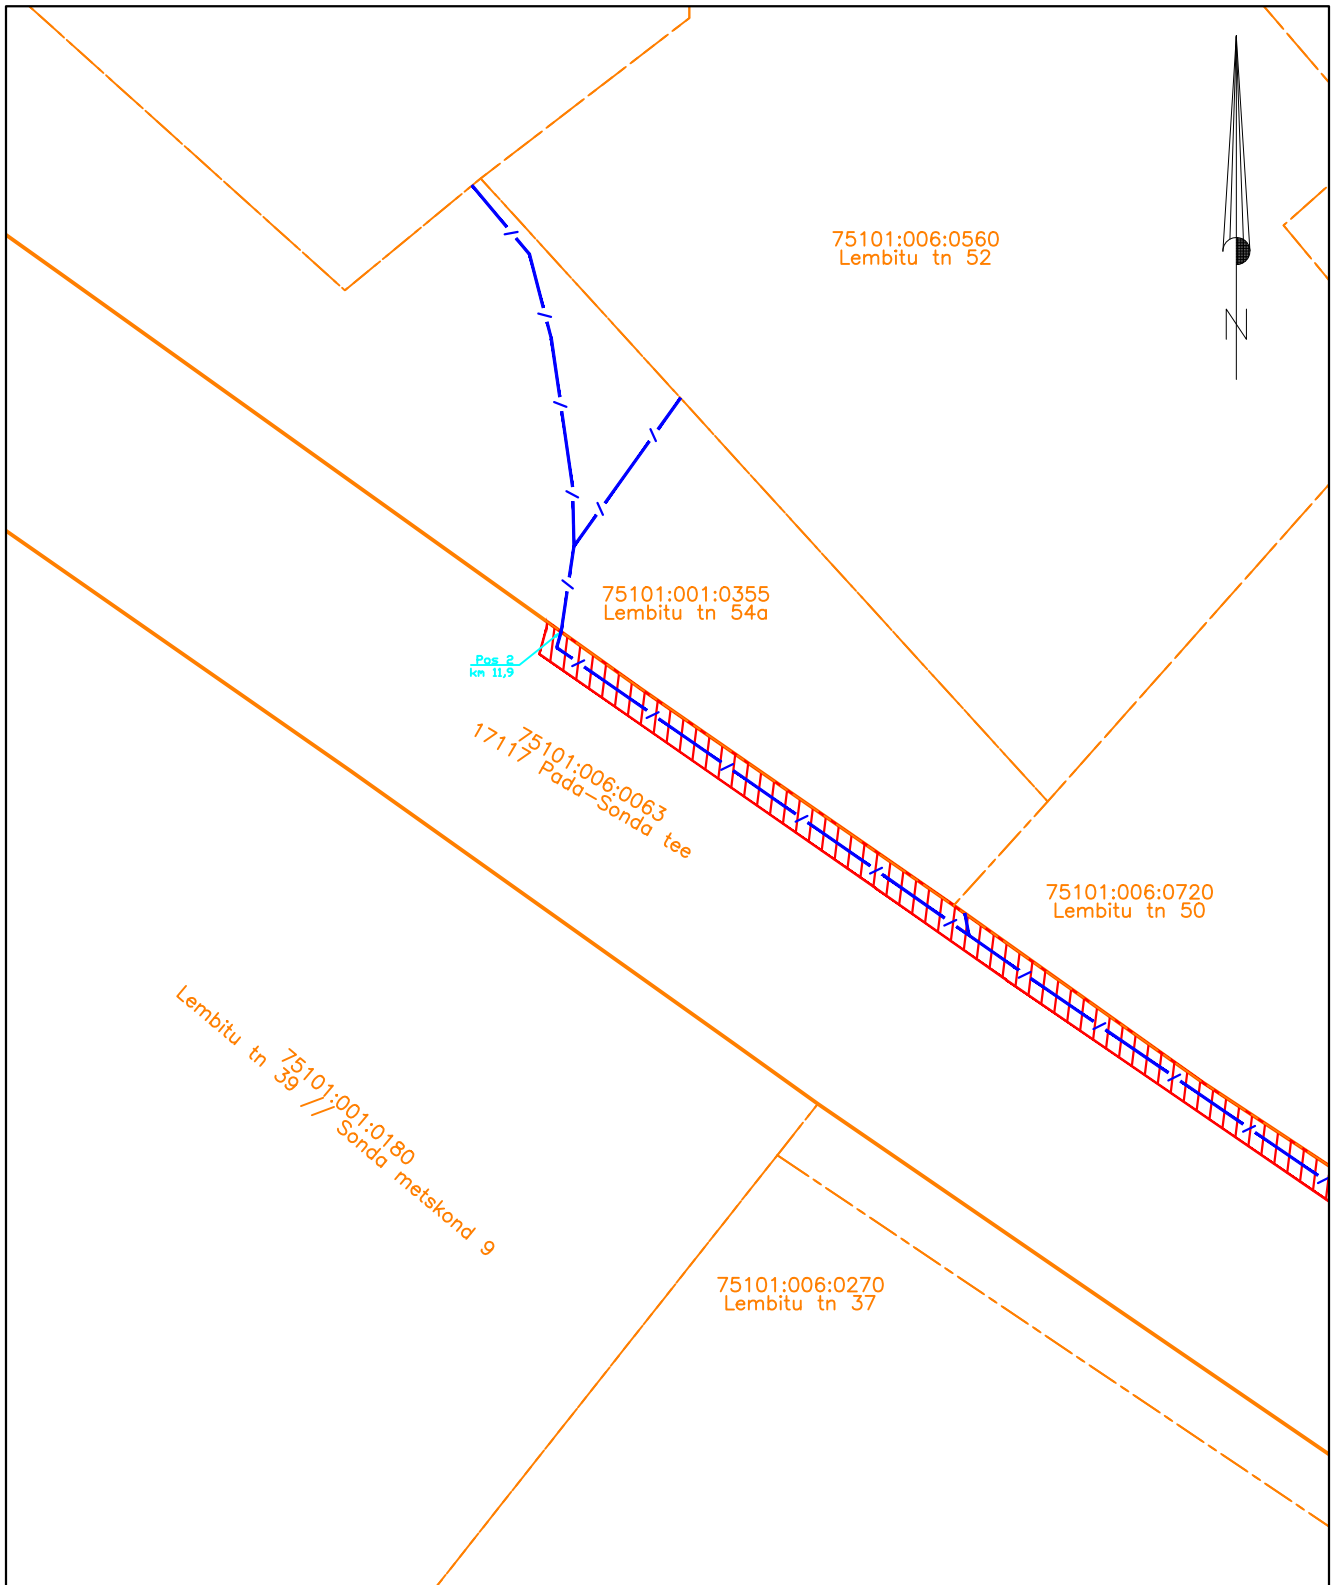 75101:006:0560
Lembitu tn 52
N
75101:001:0355
Lembitu tn 54a
Pos 2
km 11,9
75101:006:0063
17117 Pada-Sonda tee
75101:006:0720
Lembitu tn 50
75101:001:0180
Lembitu tn 39 // Sonda metskond 9
75101:006:0270
Lembitu tn 37